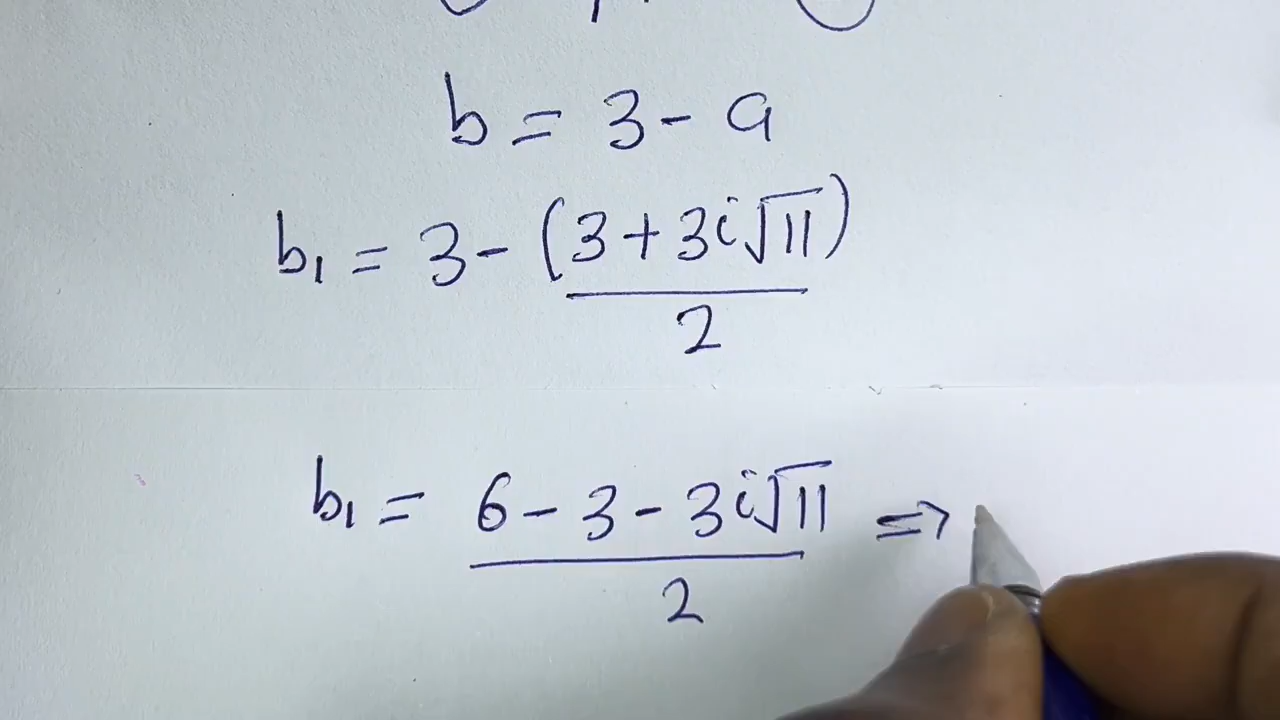 b = 3 - a
b₁ = 3 - (3 + 3i√11)
2
b₁ = 6 - 3 - 3i√11 ⇒
2